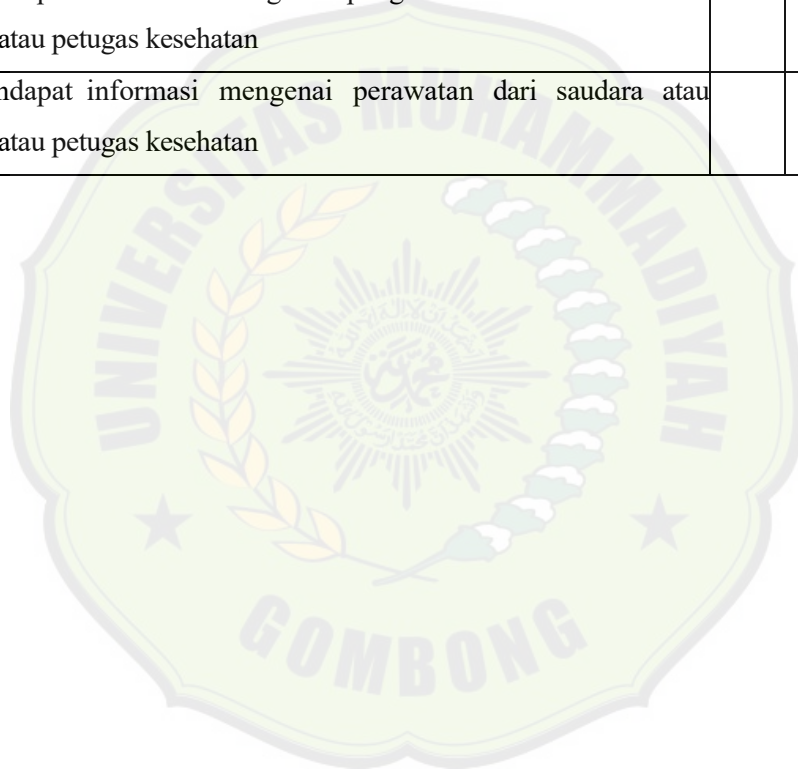 atau petugas kesehatan
ndapat informasi mengenai perawatan dari saudara atau
atau petugas kesehatan
UNIVERSITAS MUHAMMADIYAH
GOMBONG